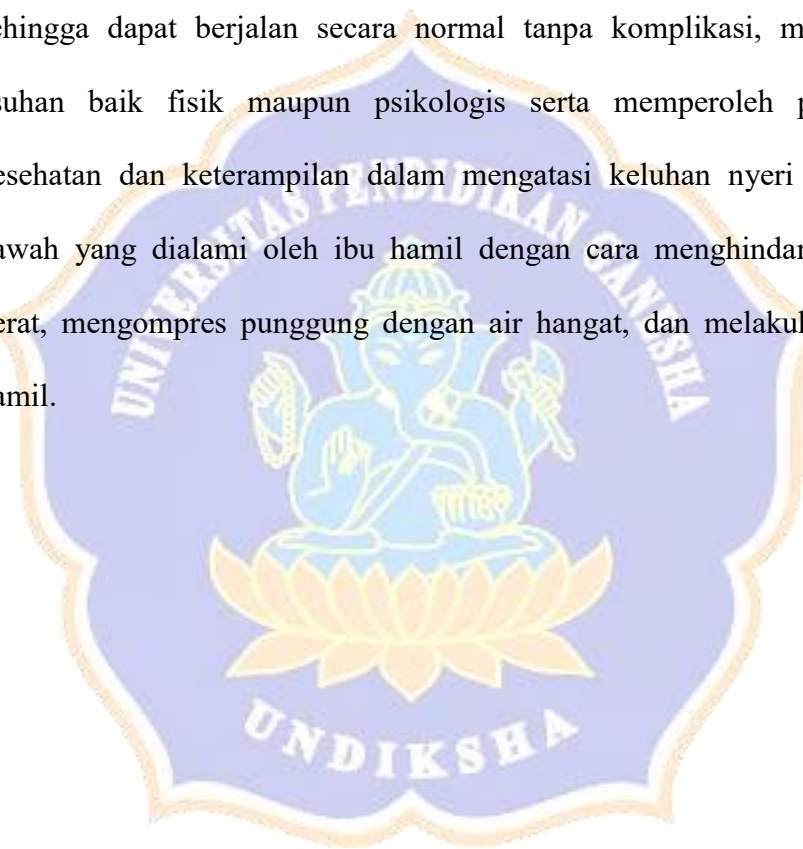 ehingga dapat berjalan secara normal tanpa komplikasi, m
suhan baik fisik maupun psikologis serta memperoleh p
esehatan dan keterampilan dalam mengatasi keluhan nyeri
awah yang dialami oleh ibu hamil dengan cara menghindar
erat, mengompres punggung dengan air hangat, dan melakuk
amil.
UNIVERSITAS PENDIDIKAN GANESHA
UNDIKSHA